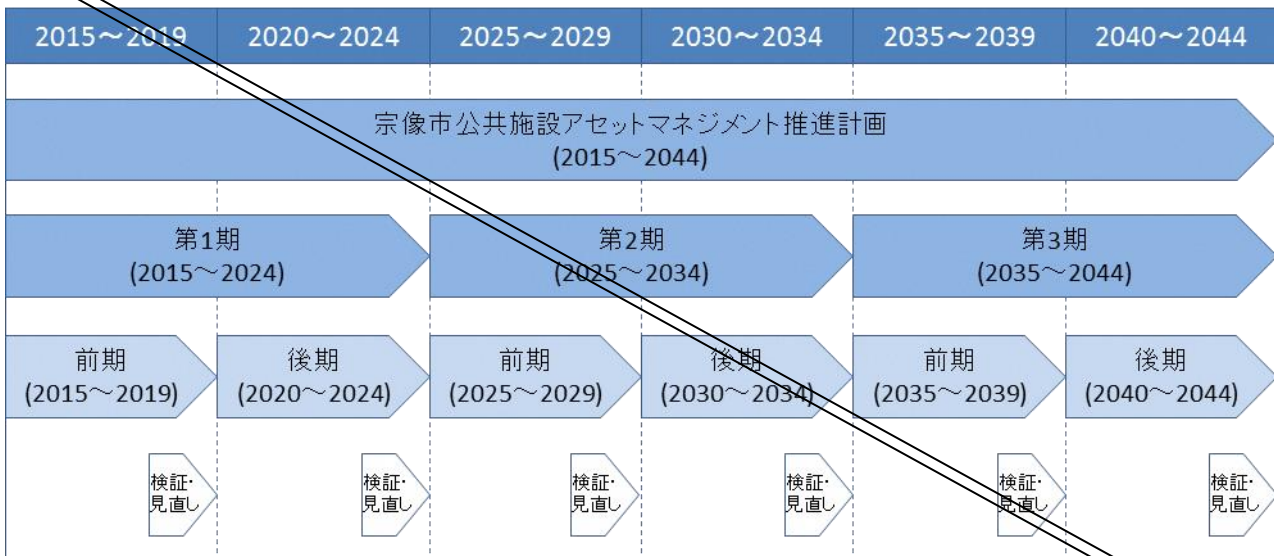 2015～2019 2020～2024 2025～2029 2030～2034 2035～2039 2040～2044
宗像市公共施設アセットマネジメント推進計画
(2015～2044)
第1期
(2015～2024)
第2期
(2025～2034)
第3期
(2035～2044)
前期
(2015～2019)
後期
(2020～2024)
前期
(2025～2029)
後期
(2030～2034)
前期
(2035～2039)
後期
(2040～2044)
検証・
見直し
検証・
見直し
検証・
見直し
検証・
見直し
検証・
見直し
検証・
見直し